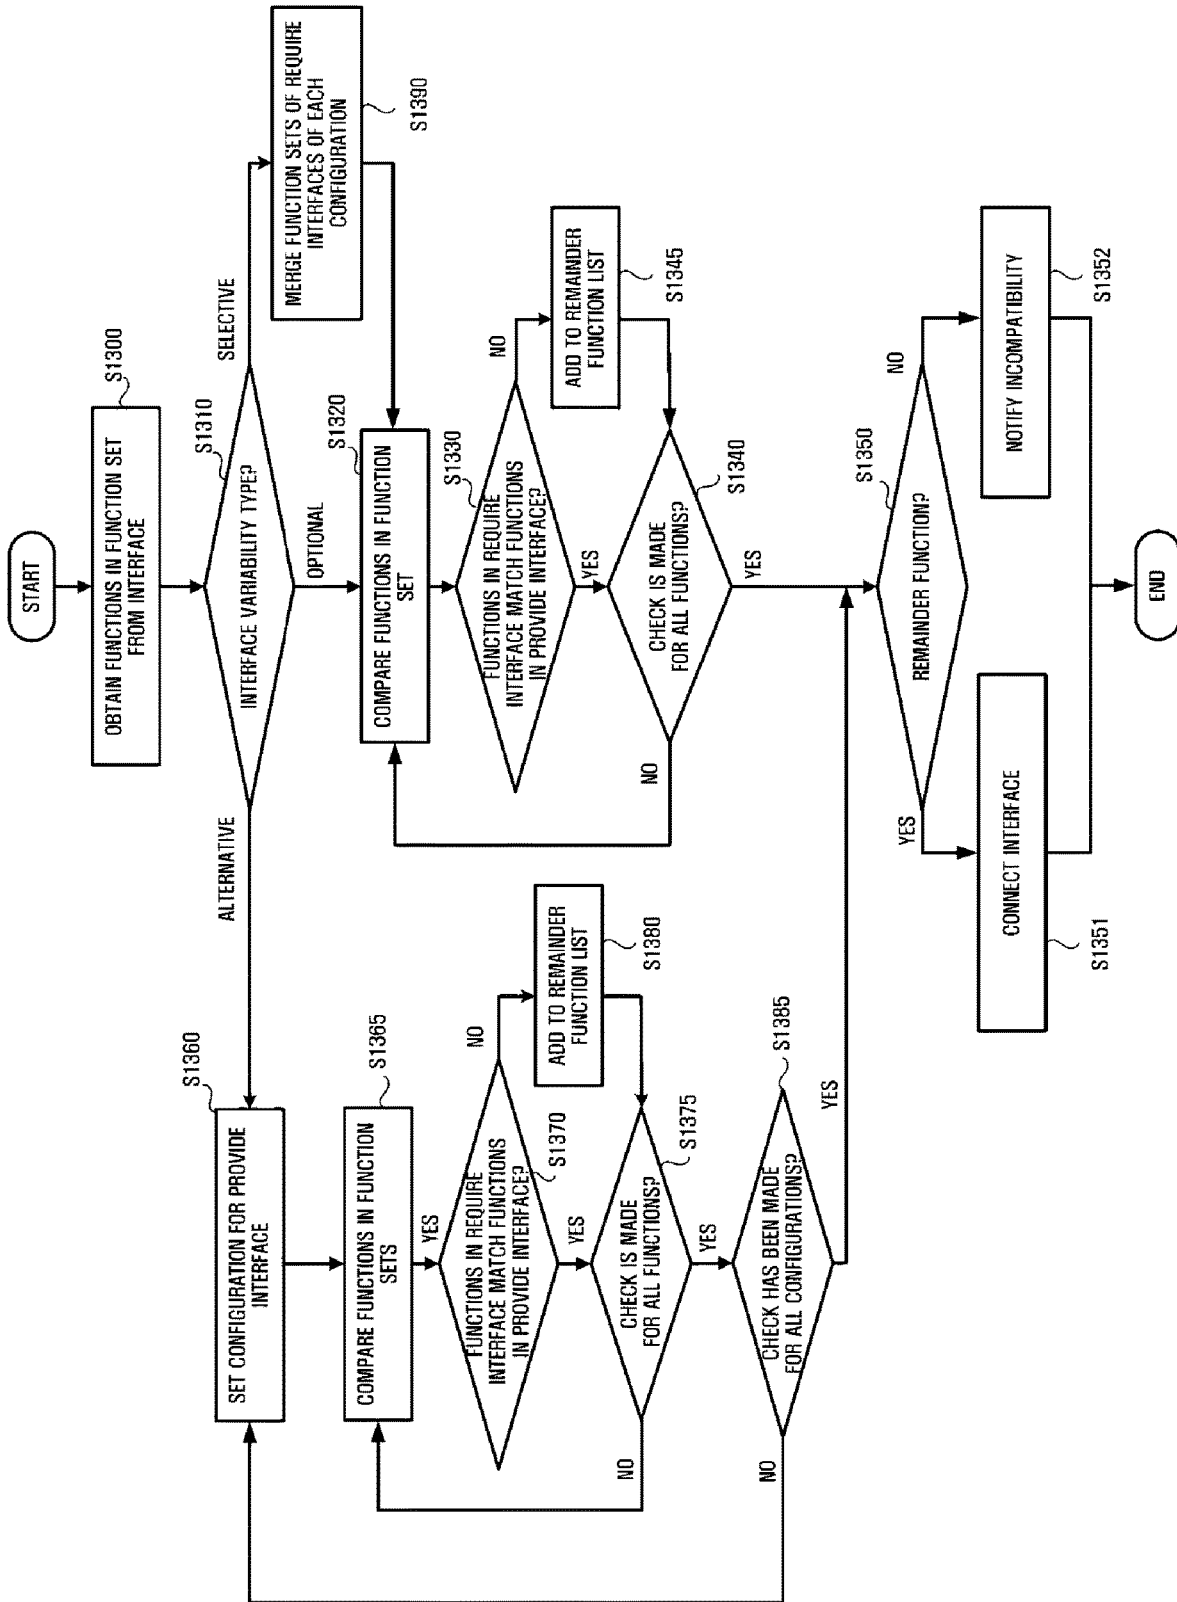 START
OBTAIN FUNCTIONS IN FUNCTION SET
FROM INTERFACE
S1300
INTERFACE VARIABILITY TYPE?
S1310
ALTERNATIVE
OPTIONAL
SELECTIVE
MERGE FUNCTION SETS OF REQUIRE
INTERFACES OF EACH
CONFIGURATION
S1390
COMPARE FUNCTIONS IN FUNCTION
SET
S1320
FUNCTIONS IN REQUIRE
INTERFACE MATCH FUNCTIONS
IN PROVIDE INTERFACE?
S1330
NO
YES
ADD TO REMAINDER
FUNCTION LIST
S1345
CHECK IS MADE
FOR ALL FUNCTIONS?
S1340
NO
YES
SET CONFIGURATION FOR PROVIDE
INTERFACE
S1360
COMPARE FUNCTIONS IN FUNCTION
SETS
S1365
YES
FUNCTIONS IN REQUIRE
INTERFACE MATCH FUNCTIONS
IN PROVIDE INTERFACE?
S1370
NO
YES
ADD TO REMAINDER
FUNCTION LIST
S1380
CHECK IS MADE
FOR ALL FUNCTIONS?
S1375
NO
YES
CHECK HAS BEEN MADE
FOR ALL CONFIGURATIONS?
S1385
NO
YES
REMAINDER FUNCTION?
S1350
YES
NO
CONNECT INTERFACE
S1351
NOTIFY INCOMPATIBILITY
S1352
END